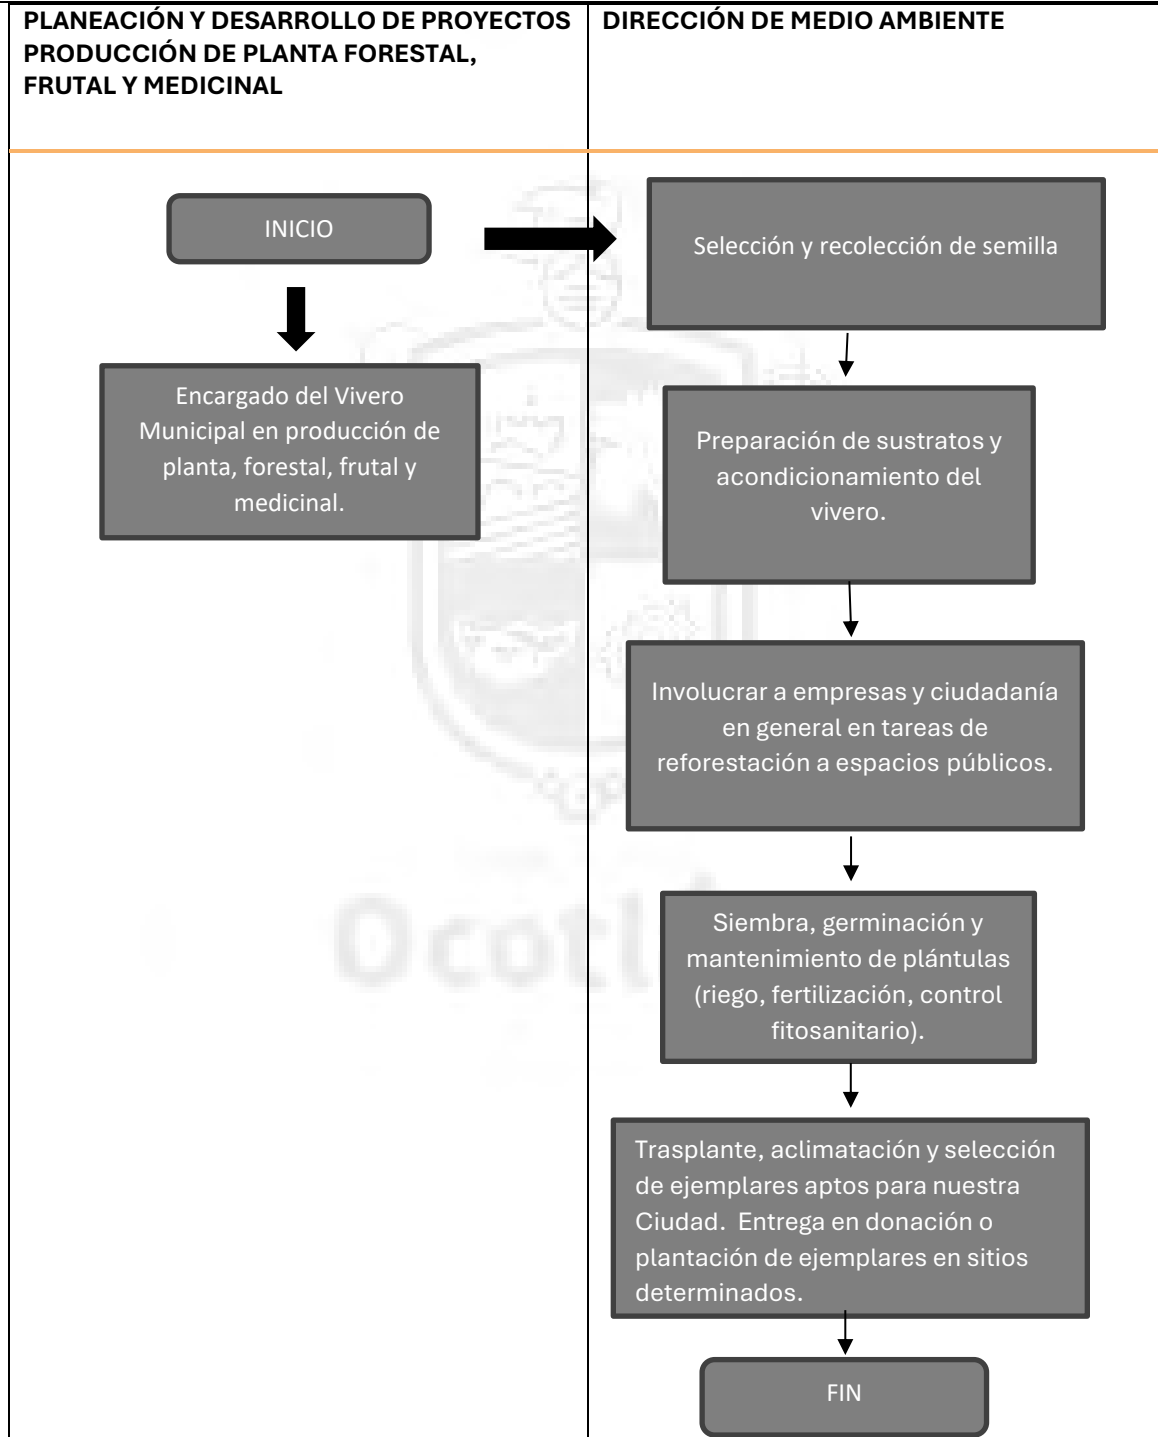 PLANEACIÓN Y DESARROLLO DE PROYECTOS
PRODUCCIÓN DE PLANTA FORESTAL,
FRUTAL Y MEDICINAL
DIRECCIÓN DE MEDIO AMBIENTE
INICIO
Encargado del Vivero
Municipal en producción de
planta, forestal, frutal y
medicinal.
Selección y recolección de semilla
Preparación de sustratos y
acondicionamiento del
vivero.
Involucrar a empresas y ciudadanía
en general en tareas de
reforestación a espacios públicos.
Siembra, germinación y
mantenimiento de plántulas
(riego, fertilización, control
fitosanitario).
Trasplante, aclimatación y selección
de ejemplares aptos para nuestra
Ciudad.  Entrega en donación o
plantación de ejemplares en sitios
determinados.
FIN